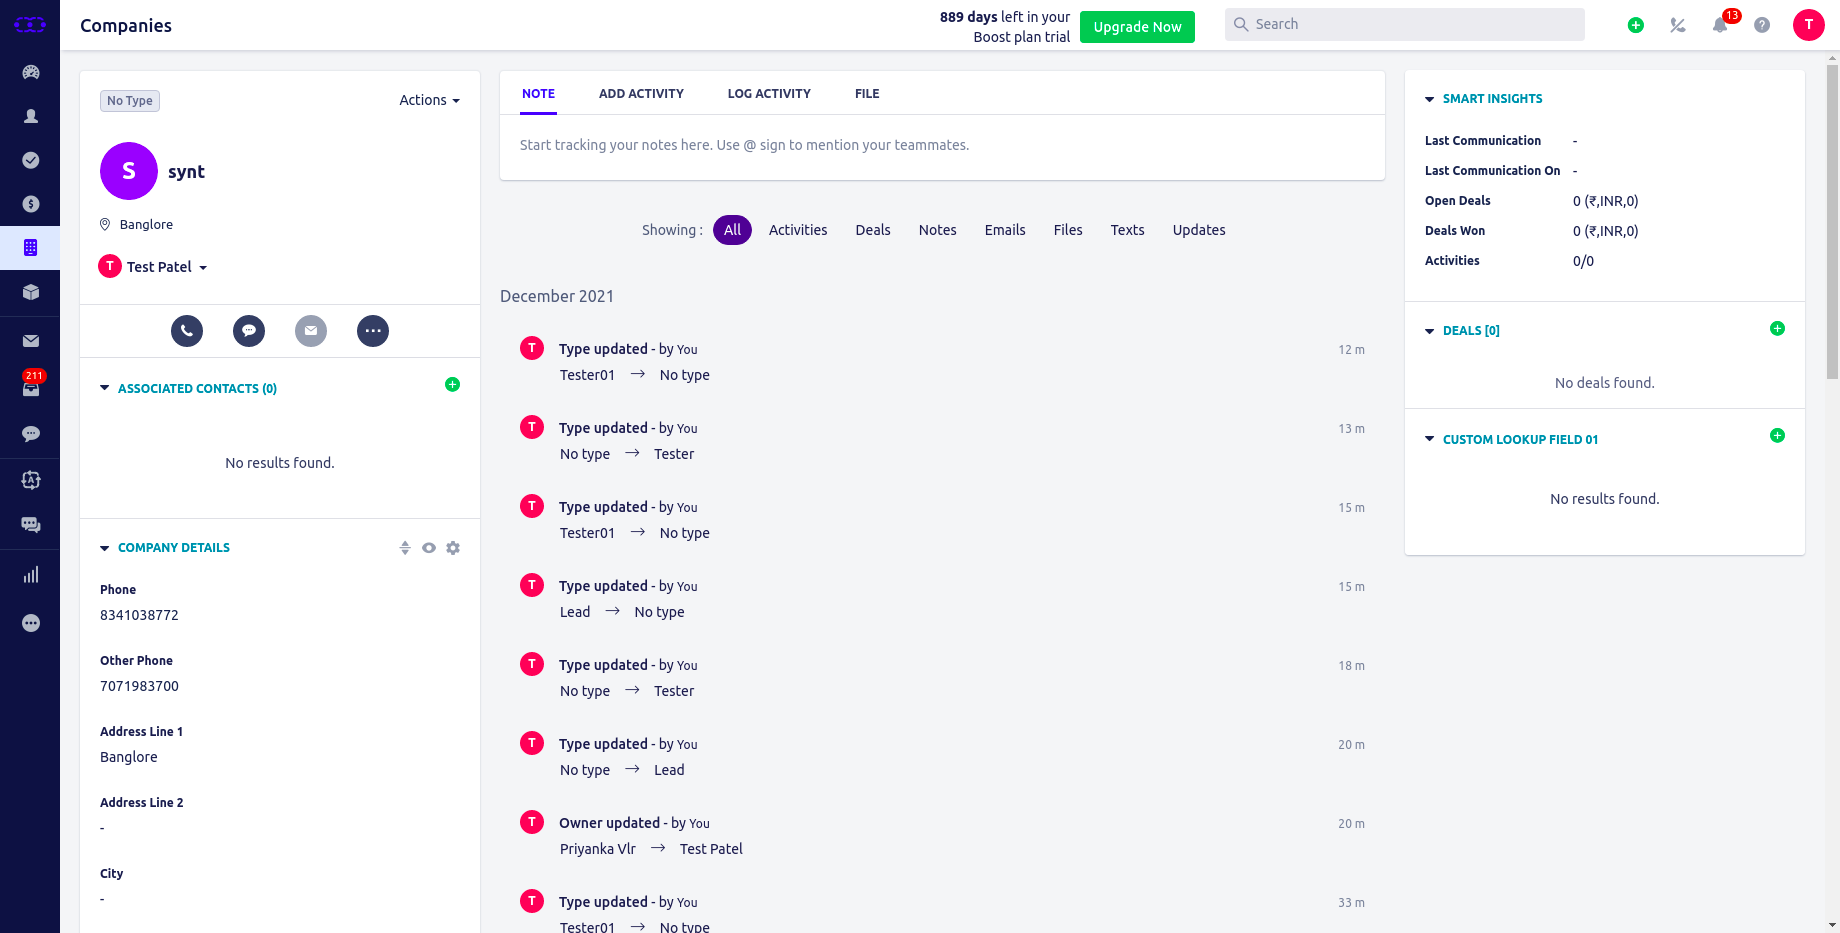 Companies
889 days left in your
Boost plan trial
Upgrade Now
Search
13
T
211
No Type
Actions
S
synt
Banglore
T Test Patel
ASSOCIATED CONTACTS (0)
No results found.
COMPANY DETAILS
Phone
8341038772
Other Phone
7071983700
Address Line 1
Banglore
Address Line 2
-
City
-
NOTE ADD ACTIVITY LOG ACTIVITY FILE
Start tracking your notes here. Use @ sign to mention your teammates.
Showing : All Activities Deals Notes Emails Files Texts Updates
December 2021
T Type updated - by You 12 m
Tester01 → No type
T Type updated - by You 13 m
No type → Tester
T Type updated - by You 15 m
Tester01 → No type
T Type updated - by You 15 m
Lead → No type
T Type updated - by You 18 m
No type → Tester
T Type updated - by You 20 m
No type → Lead
T Owner updated - by You 20 m
Priyanka Vlr → Test Patel
T Type updated - by You 33 m
Tester01 → No type
SMART INSIGHTS
Last Communication -
Last Communication On -
Open Deals 0 (₹,INR,0)
Deals Won 0 (₹,INR,0)
Activities 0/0
DEALS [0]
No deals found.
CUSTOM LOOKUP FIELD 01
No results found.